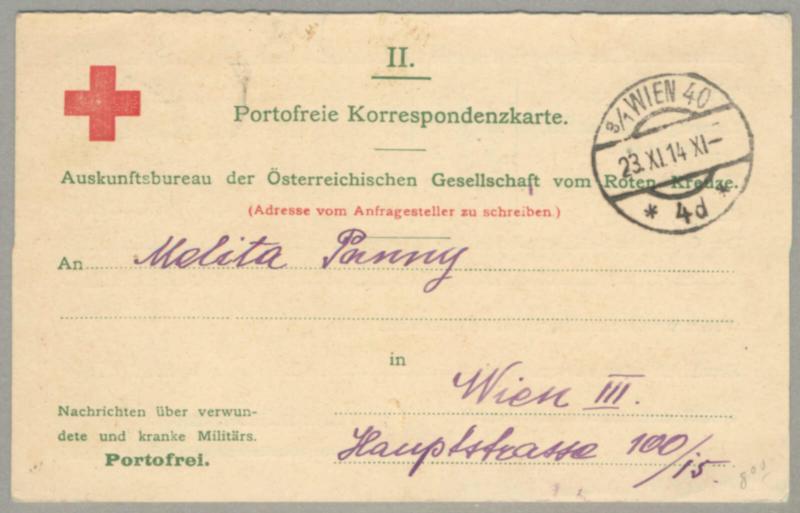 II.
Portofreie Korrespondenzkarte.
8/1 WIEN 40
23. XI. 14 XI–
* 4d *
Auskunftsbureau der Österreichischen Gesellschaft vom Roten Kreuze.
(Adresse vom Anfragesteller zu schreiben.)
An Melita Panny
in
Wien III.
Hauptstrasse 100/15.
Nachrichten über verwun-
dete und kranke Militärs.
Portofrei.